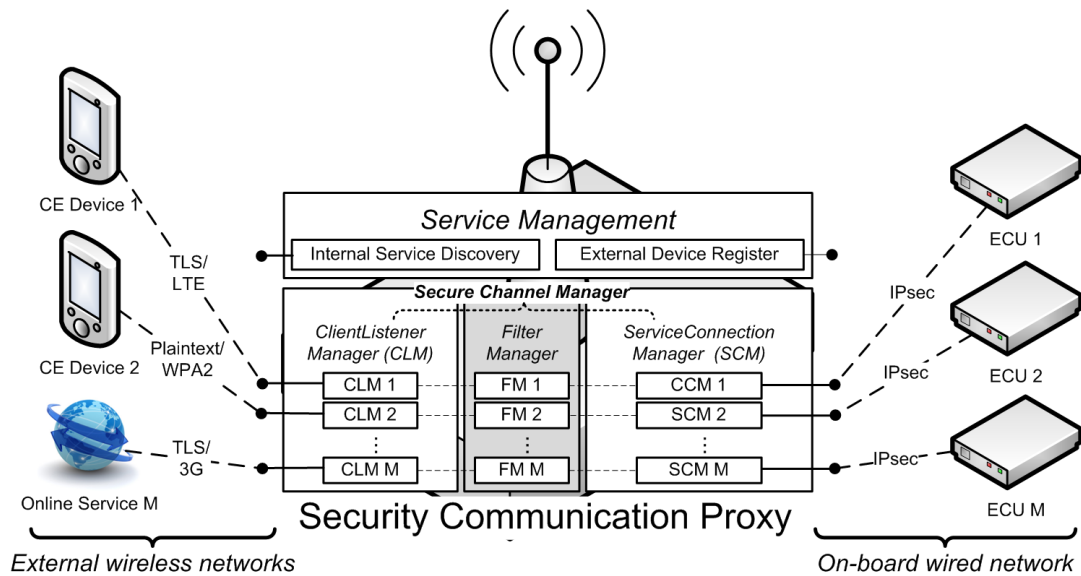 CE Device 1
TLS/
LTE
CE Device 2
Plaintext/
WPA2
TLS/
3G
Online Service M
External wireless networks
Service Management
Internal Service Discovery
External Device Register
Secure Channel Manager
ClientListener
Manager (CLM)
Filter
Manager
ServiceConnection
Manager (SCM)
CLM 1
FM 1
CCM 1
CLM 2
FM 2
SCM 2
CLM M
FM M
SCM M
Security Communication Proxy
ECU 1
IPsec
ECU 2
IPsec
ECU M
IPsec
On-board wired network